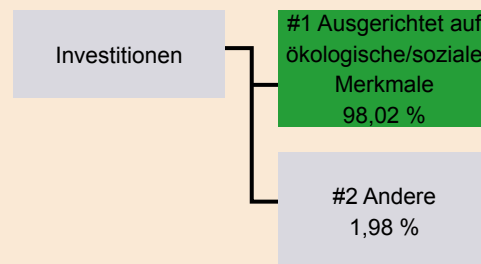 Investitionen
#1 Ausgerichtet auf
ökologische/soziale
Merkmale
98,02 %
#2 Andere
1,98 %